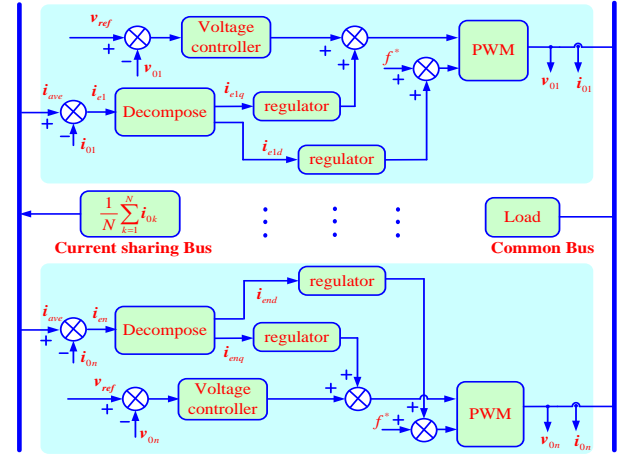 v_ref
+
−
v_01
Voltage
controller
+
+
f*
+
+
PWM
v_01
i_01
i_ave
+
−
i_01
i_e1
Decompose
i_e1q
regulator
i_e1d
regulator
1/N ∑_{k=1}^{N} i_0k
Current sharing Bus
Load
Common Bus
i_ave
+
−
i_0n
i_en
Decompose
i_end
regulator
i_enq
regulator
v_ref
+
−
v_0n
Voltage
controller
+
+
f*
+
+
PWM
v_0n
i_0n